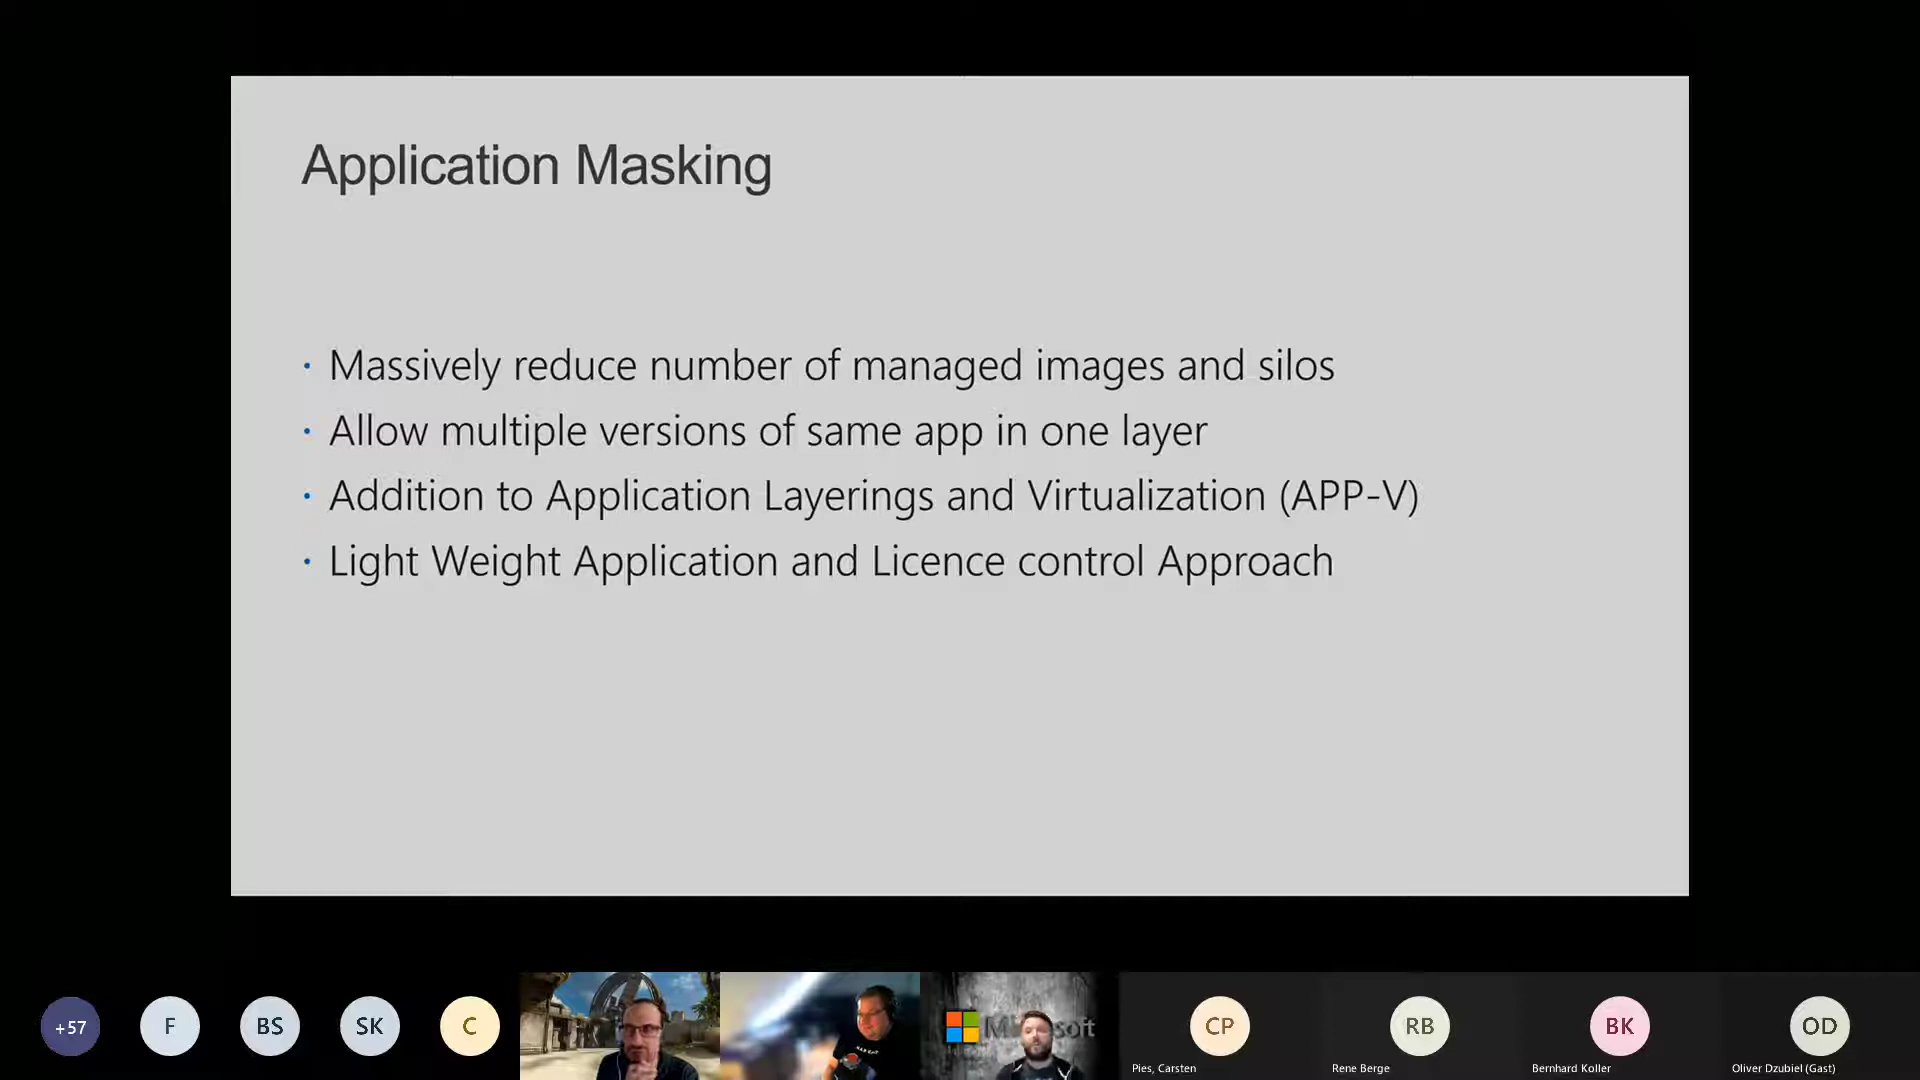 Application Masking
Massively reduce number of managed images and silos
Allow multiple versions of same app in one layer
Addition to Application Layerings and Virtualization (APP-V)
Light Weight Application and Licence control Approach
+57
F
BS
SK
C
Microsoft
CP
RB
BK
OD
Pies, Carsten
Rene Berge
Bernhard Koller
Oliver Dzubiel (Gast)